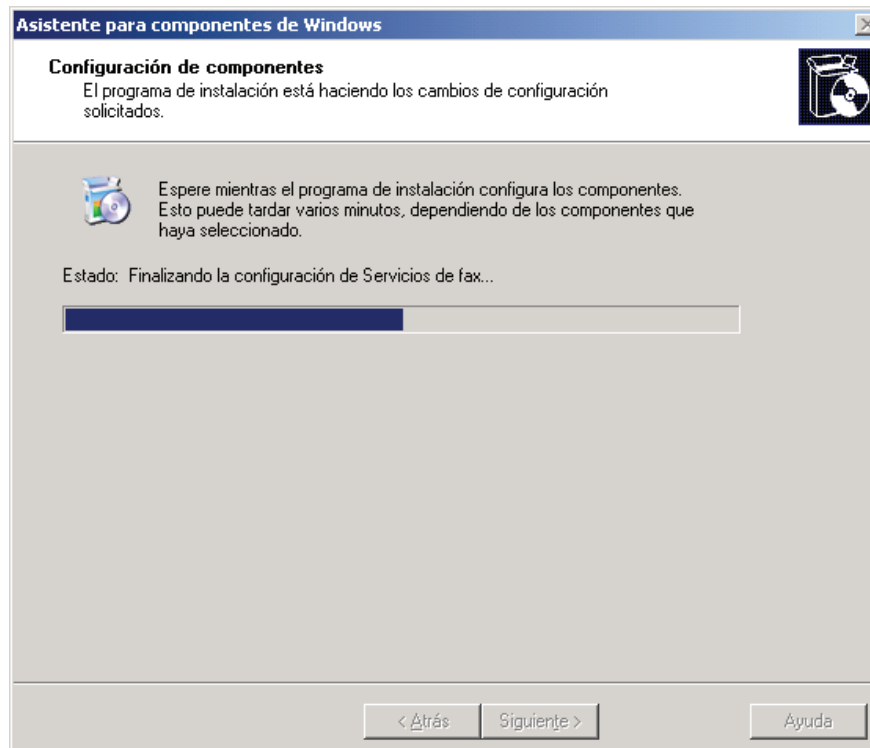 Asistente para componentes de Windows
Configuración de componentes
El programa de instalación está haciendo los cambios de configuración
solicitados.
Espere mientras el programa de instalación configura los componentes.
Esto puede tardar varios minutos, dependiendo de los componentes que
haya seleccionado.
Estado: Finalizando la configuración de Servicios de fax...
< Atrás
Siguiente >
Ayuda